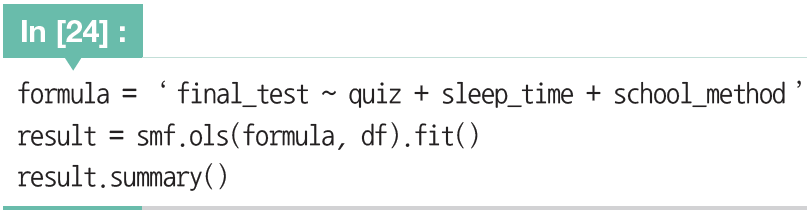 In [24] :
formula = ‘ final_test ~ quiz + sleep_time + school_method ’
result = smf.ols(formula, df).fit()
result.summary()